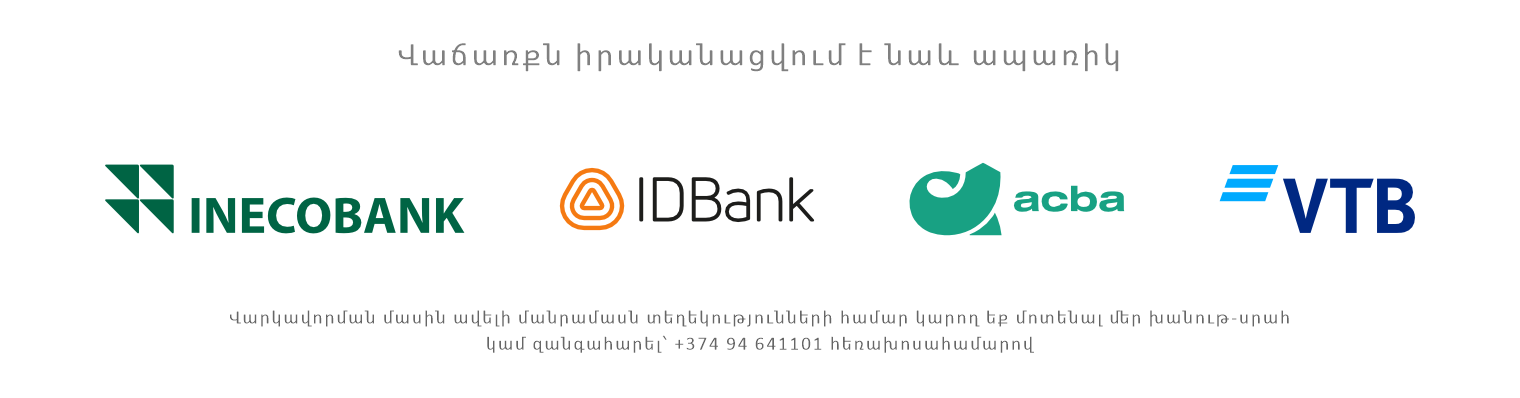 Վաճառքն իրականացվում է նաև ապառիկ
INECOBANK
IDBank
acba
VTB
Վարկավորման մասին ավելի մանրամասն տեղեկությունների համար կարող եք մոտենալ մեր խանութ-սրահ
կամ զանգահարել՝ +374 94 641101 հեռախոսահամարով